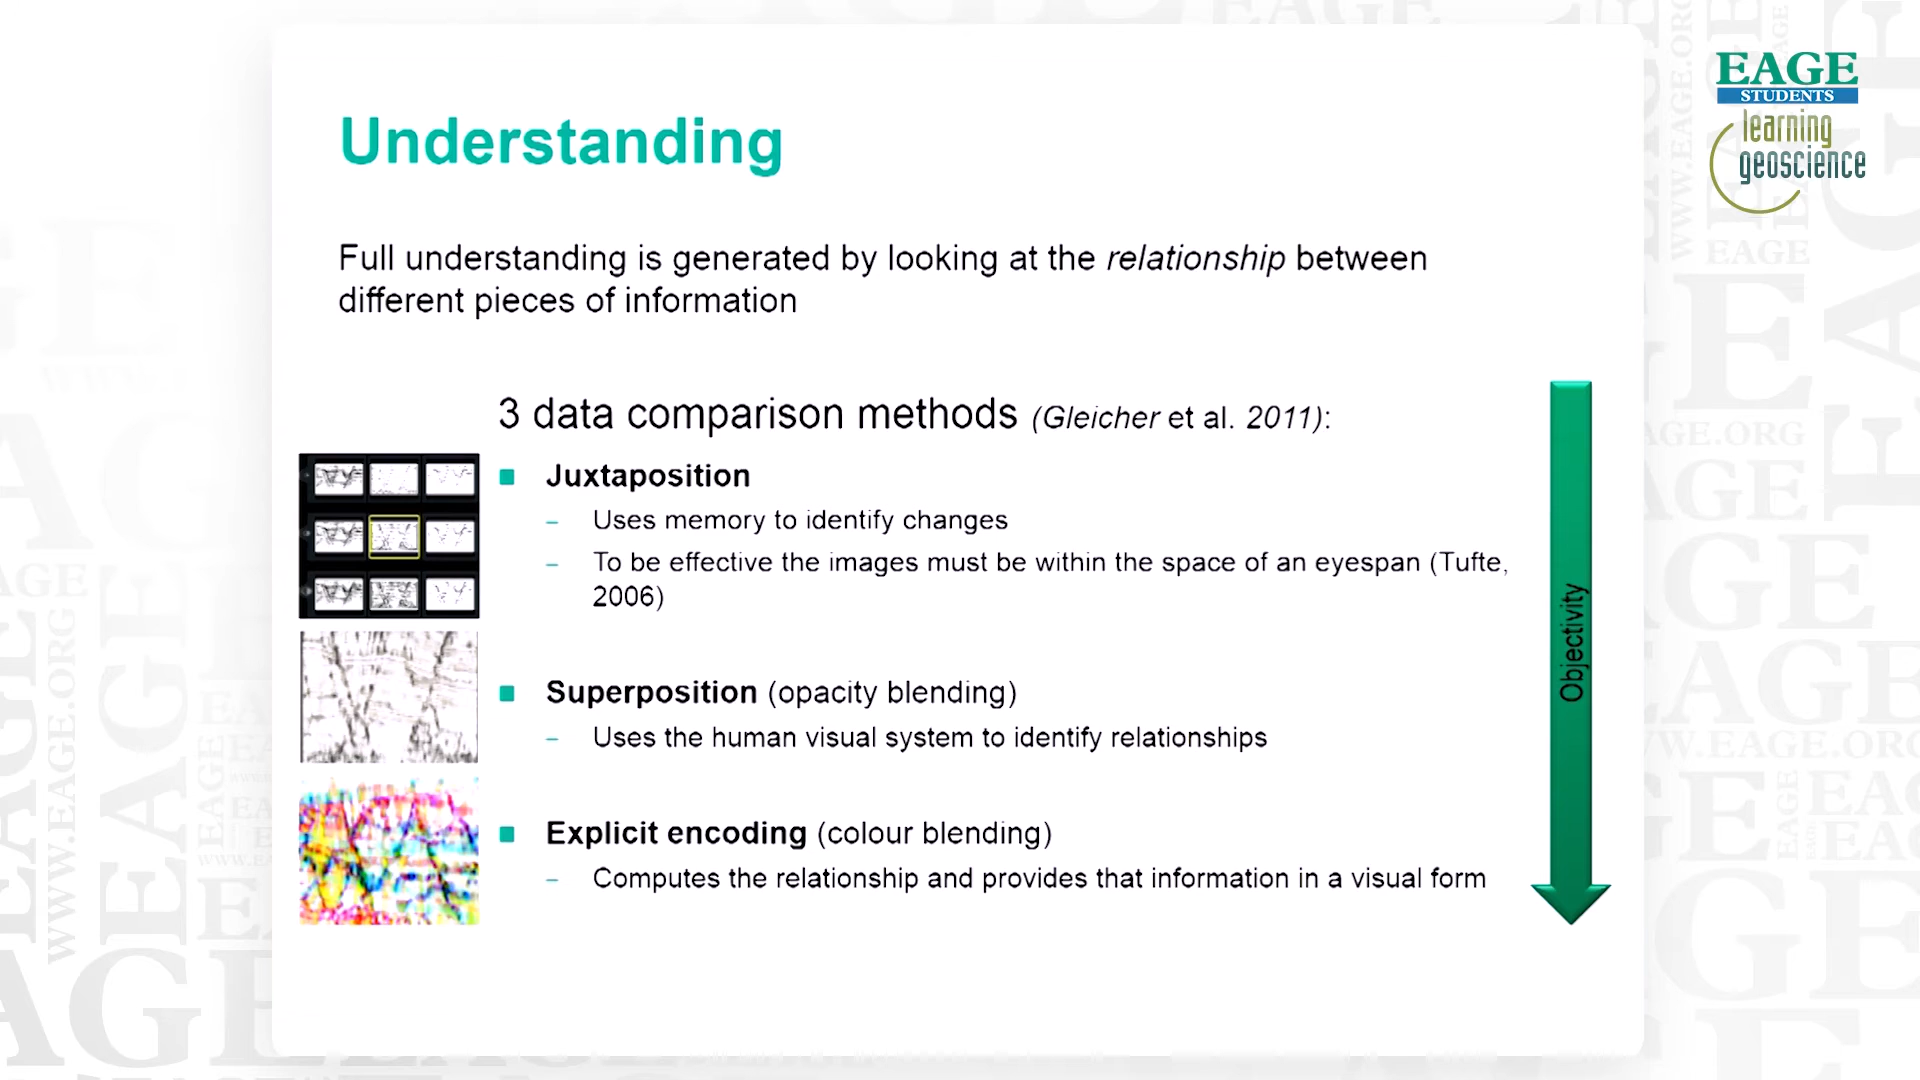 EAGE
STUDENTS
learning
geoscience
Understanding
Full understanding is generated by looking at the relationship between
different pieces of information
3 data comparison methods (Gleicher et al. 2011):
■ Juxtaposition
– Uses memory to identify changes
– To be effective the images must be within the space of an eyespan (Tufte,
2006)
■ Superposition (opacity blending)
– Uses the human visual system to identify relationships
■ Explicit encoding (colour blending)
– Computes the relationship and provides that information in a visual form
Objectivity